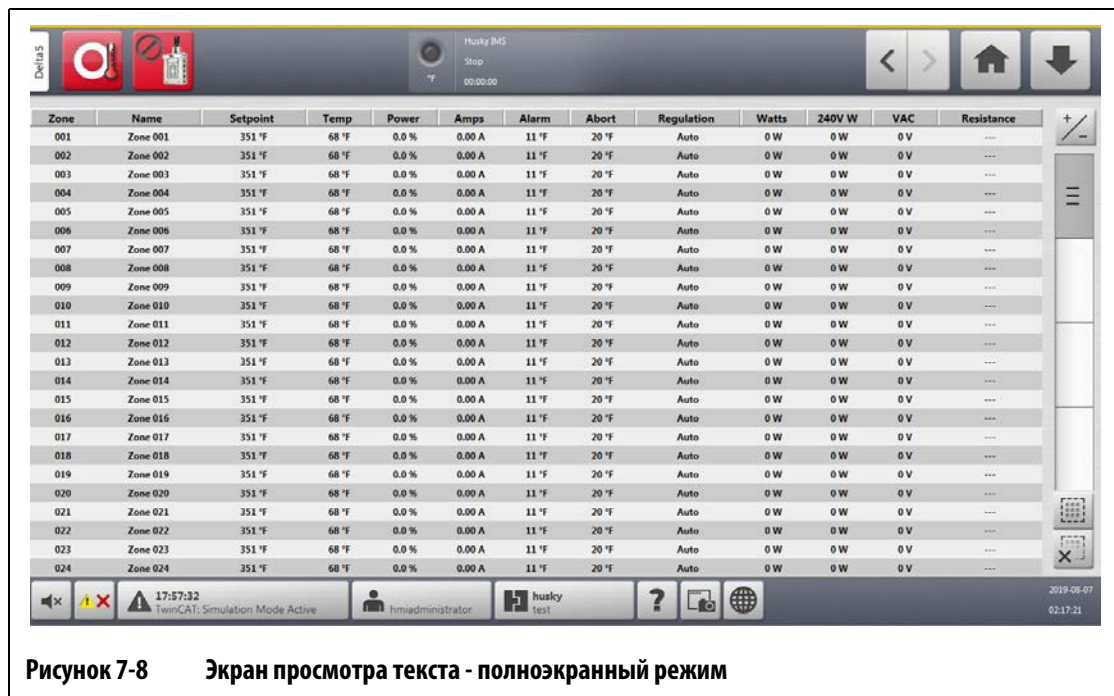 Delta5
°F
Husky IMS
Stop
00:00:00
Zone Name Setpoint Temp Power Amps Alarm Abort Regulation Watts 240V W VAC Resistance
001 Zone 001 351 °F 68 °F 0.0 % 0.00 A 11 °F 20 °F Auto 0 W 0 W 0 V ---
002 Zone 002 351 °F 68 °F 0.0 % 0.00 A 11 °F 20 °F Auto 0 W 0 W 0 V ---
003 Zone 003 351 °F 68 °F 0.0 % 0.00 A 11 °F 20 °F Auto 0 W 0 W 0 V ---
004 Zone 004 351 °F 68 °F 0.0 % 0.00 A 11 °F 20 °F Auto 0 W 0 W 0 V ---
005 Zone 005 351 °F 68 °F 0.0 % 0.00 A 11 °F 20 °F Auto 0 W 0 W 0 V ---
006 Zone 006 351 °F 68 °F 0.0 % 0.00 A 11 °F 20 °F Auto 0 W 0 W 0 V ---
007 Zone 007 351 °F 68 °F 0.0 % 0.00 A 11 °F 20 °F Auto 0 W 0 W 0 V ---
008 Zone 008 351 °F 68 °F 0.0 % 0.00 A 11 °F 20 °F Auto 0 W 0 W 0 V ---
009 Zone 009 351 °F 68 °F 0.0 % 0.00 A 11 °F 20 °F Auto 0 W 0 W 0 V ---
010 Zone 010 351 °F 68 °F 0.0 % 0.00 A 11 °F 20 °F Auto 0 W 0 W 0 V ---
011 Zone 011 351 °F 68 °F 0.0 % 0.00 A 11 °F 20 °F Auto 0 W 0 W 0 V ---
012 Zone 012 351 °F 68 °F 0.0 % 0.00 A 11 °F 20 °F Auto 0 W 0 W 0 V ---
013 Zone 013 351 °F 68 °F 0.0 % 0.00 A 11 °F 20 °F Auto 0 W 0 W 0 V ---
014 Zone 014 351 °F 68 °F 0.0 % 0.00 A 11 °F 20 °F Auto 0 W 0 W 0 V ---
015 Zone 015 351 °F 68 °F 0.0 % 0.00 A 11 °F 20 °F Auto 0 W 0 W 0 V ---
016 Zone 016 351 °F 68 °F 0.0 % 0.00 A 11 °F 20 °F Auto 0 W 0 W 0 V ---
017 Zone 017 351 °F 68 °F 0.0 % 0.00 A 11 °F 20 °F Auto 0 W 0 W 0 V ---
018 Zone 018 351 °F 68 °F 0.0 % 0.00 A 11 °F 20 °F Auto 0 W 0 W 0 V ---
019 Zone 019 351 °F 68 °F 0.0 % 0.00 A 11 °F 20 °F Auto 0 W 0 W 0 V ---
020 Zone 020 351 °F 68 °F 0.0 % 0.00 A 11 °F 20 °F Auto 0 W 0 W 0 V ---
021 Zone 021 351 °F 68 °F 0.0 % 0.00 A 11 °F 20 °F Auto 0 W 0 W 0 V ---
022 Zone 022 351 °F 68 °F 0.0 % 0.00 A 11 °F 20 °F Auto 0 W 0 W 0 V ---
023 Zone 023 351 °F 68 °F 0.0 % 0.00 A 11 °F 20 °F Auto 0 W 0 W 0 V ---
024 Zone 024 351 °F 68 °F 0.0 % 0.00 A 11 °F 20 °F Auto 0 W 0 W 0 V ---
17:57:32
TwinCAT: Simulation Mode Active
hmiadministrator
husky
test
?
2019-08-07
02:17:21
Рисунок 7-8 Экран просмотра текста - полноэкранный режим